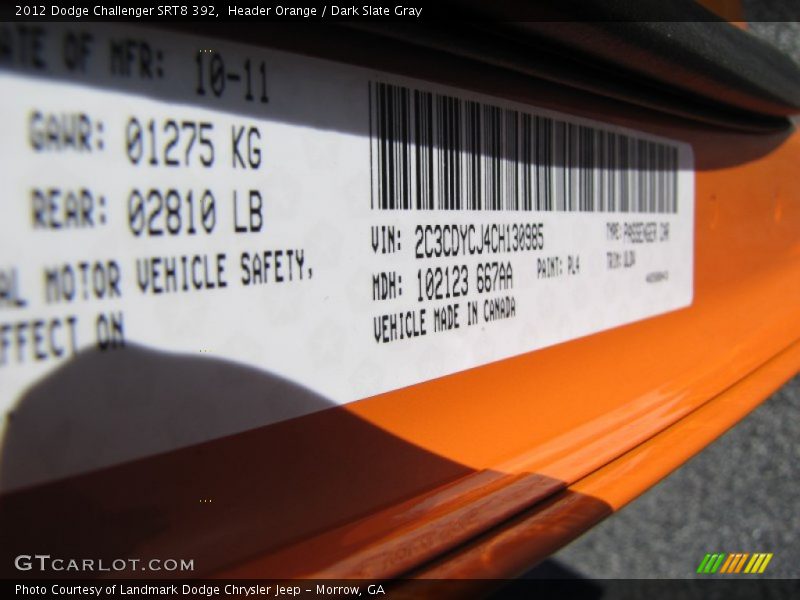 2012 Dodge Challenger SRT8 392,  Header Orange / Dark Slate Gray
ATE OF MFR: 10-11
GAWR: 01275 KG
REAR: 02810 LB
AL MOTOR VEHICLE SAFETY,
FFECT ON
VIN: 2C3CDYCJ4CH130985
TYPE: PASSENGER CAR
MDH: 102123 667AA
PAINT: PL4
TRIM:
VEHICLE MADE IN CANADA
GTCARLOT.COM
Photo Courtesy of Landmark Dodge Chrysler Jeep - Morrow, GA